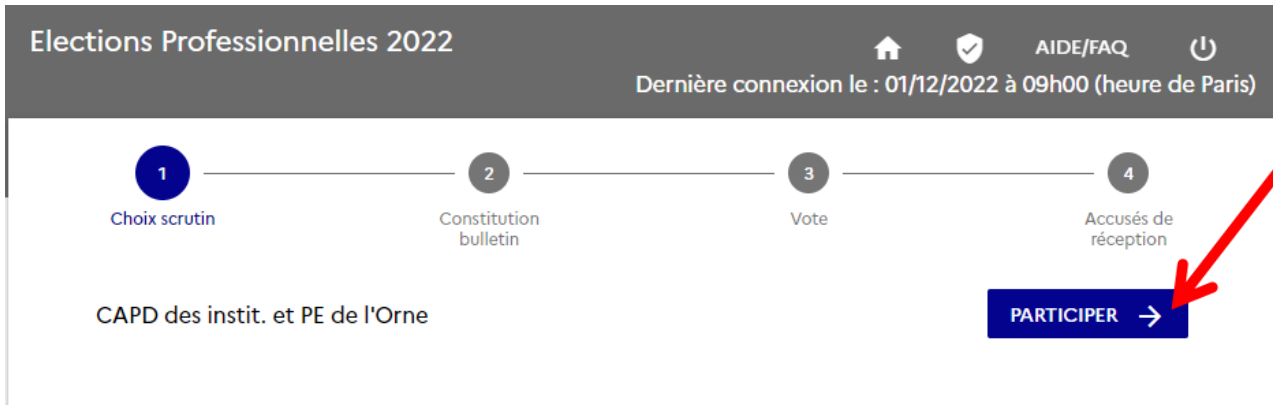 Elections Professionnelles 2022
AIDE/FAQ
Dernière connexion le : 01/12/2022 à 09h00 (heure de Paris)
1
2
3
4
Choix scrutin
Constitution
bulletin
Vote
Accusés de
réception
CAPD des instit. et PE de l'Orne
PARTICIPER →